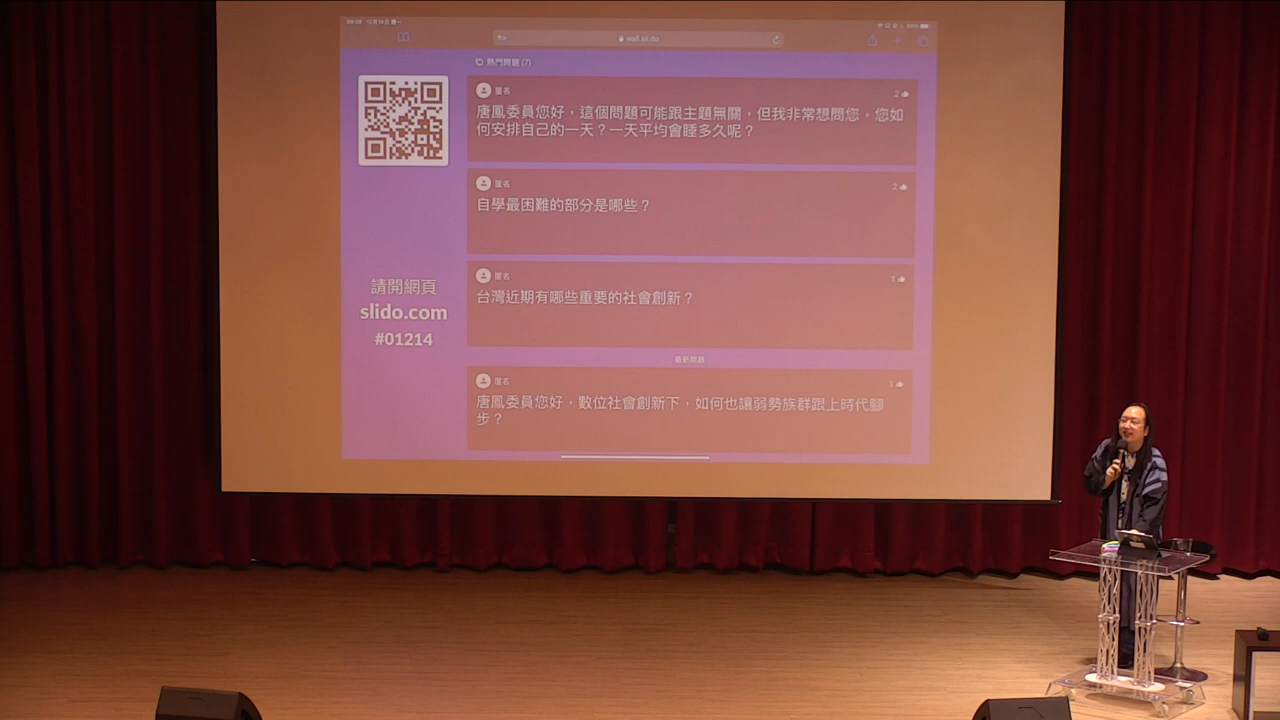 wall.sli.do
熱門問題 (7)
匿名
2
唐鳳委員您好，這個問題可能跟主題無關，但我非常想問您，您如
何安排自己的一天？一天平均會睡多久呢？
匿名
2
自學最困難的部分是哪些？
匿名
1
台灣近期有哪些重要的社會創新？
最新問題
匿名
1
唐鳳委員您好，數位社會創新下，如何也讓弱勢族群跟上時代腳
步？
請開網頁
slido.com
#01214